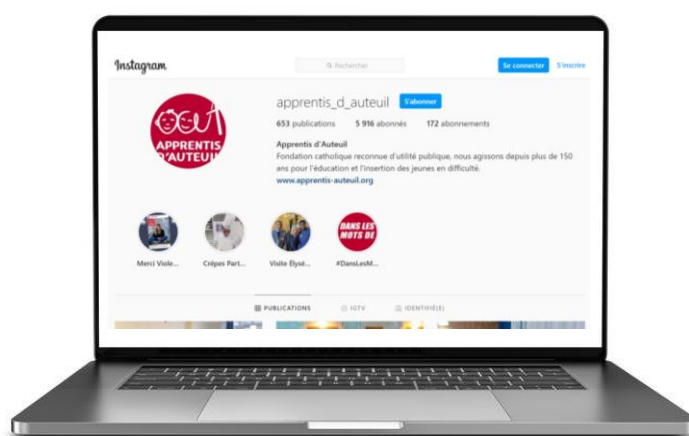 Instagram
Rechercher
Se connecter
S'inscrire
apprentis_d_auteuil
S'abonner
653 publications 5 916 abonnés 172 abonnements
APPRENTIS
D'AUTEUIL
Apprentis d'Auteuil
Fondation catholique reconnue d'utilité publique, nous agissons depuis plus de 150
ans pour l'éducation et l'insertion des jeunes en difficulté.
www.apprentis-auteuil.org
DANS LES
MOTS DE
Merci Viole... Crêpes Part... Visite Élysé... #DansLesM...
PUBLICATIONS IGTV IDENTIFIÉ(E)